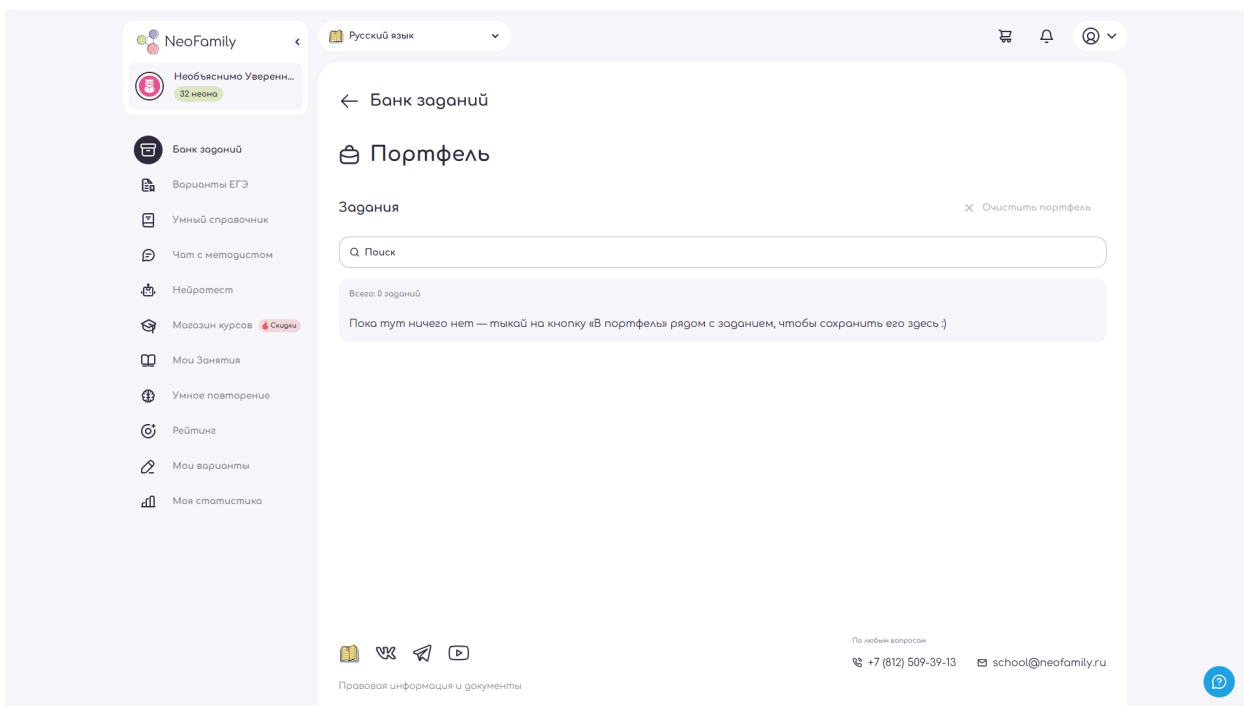 NeoFamily
Русский язык
Необъяснимо Уверенн...
32 неона
Банк заданий
Варианты ЕГЭ
Умный справочник
Чат с методистом
Нейротест
Магазин курсов
Скидки
Мои Занятия
Умное повторение
Рейтинг
Мои варианты
Моя статистика
Банк заданий
Портфель
Задания
Очистить портфель
Поиск
Всего: 0 заданий
Пока тут ничего нет — тыкай на кнопку «В портфель» рядом с заданием, чтобы сохранить его здесь :)
По любым вопросам
+7 (812) 509-39-13
school@neofamily.ru
Правовая информация и документы